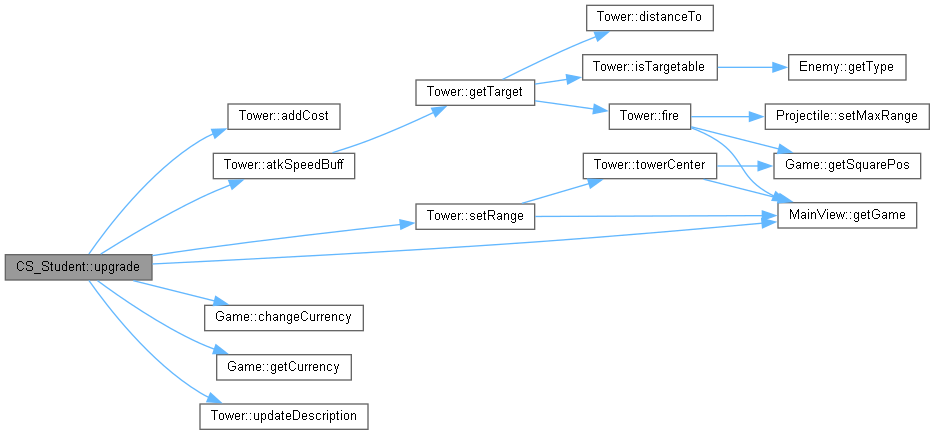 Tower::distanceTo
Tower::isTargetable
Enemy::getType
Tower::getTarget
Tower::addCost
Tower::fire
Projectile::setMaxRange
Tower::atkSpeedBuff
Tower::towerCenter
Game::getSquarePos
Tower::setRange
MainView::getGame
CS_Student::upgrade
Game::changeCurrency
Game::getCurrency
Tower::updateDescription